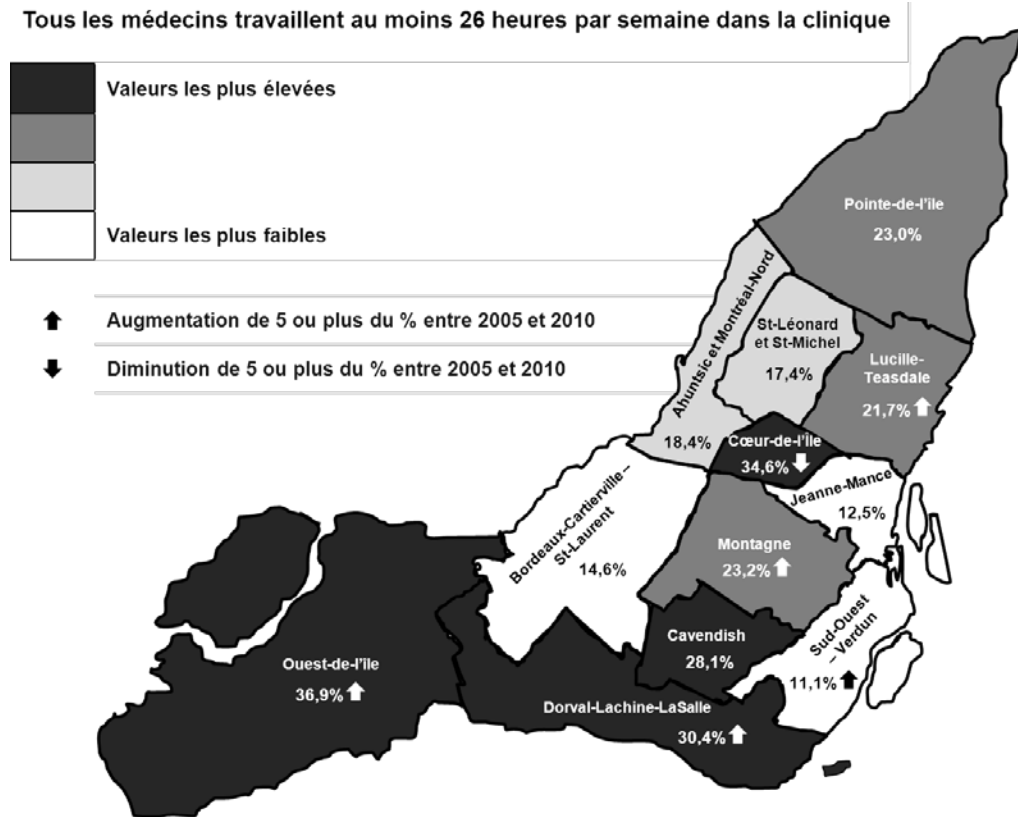 Tous les médecins travaillent au moins 26 heures par semaine dans la clinique
Valeurs les plus élevées
Valeurs les plus faibles
Augmentation de 5 ou plus du % entre 2005 et 2010
Diminution de 5 ou plus du % entre 2005 et 2010
Pointe-de-l'île
23,0%
Ahuntsic et Montréal-Nord
18,4%
St-Léonard
et St-Michel
17,4%
Lucille-
Teasdale
21,7%
Cœur-de-l'Île
34,6%
Jeanne-Mance
12,5%
Bordeaux-Cartierville –
St-Laurent
14,6%
Montagne
23,2%
Cavendish
28,1%
Sud-Ouest
– Verdun
11,1%
Ouest-de-l'île
36,9%
Dorval-Lachine-LaSalle
30,4%